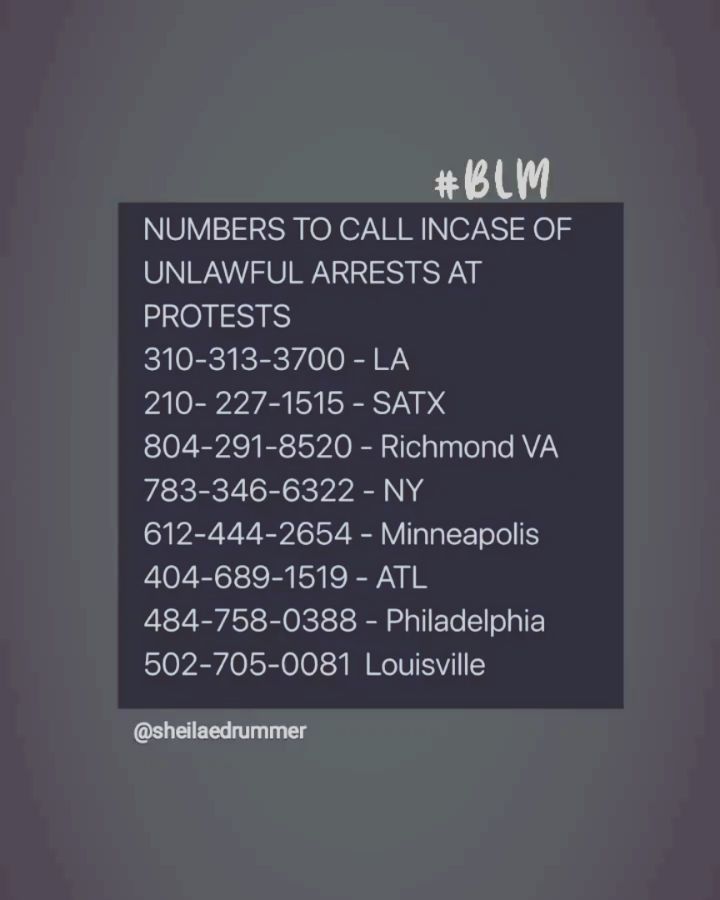 #BLM
NUMBERS TO CALL INCASE OF
UNLAWFUL ARRESTS AT
PROTESTS
310-313-3700 - LA
210- 227-1515 - SATX
804-291-8520 - Richmond VA
783-346-6322 - NY
612-444-2654 - Minneapolis
404-689-1519 - ATL
484-758-0388 - Philadelphia
502-705-0081 Louisville
@sheilaedrummer